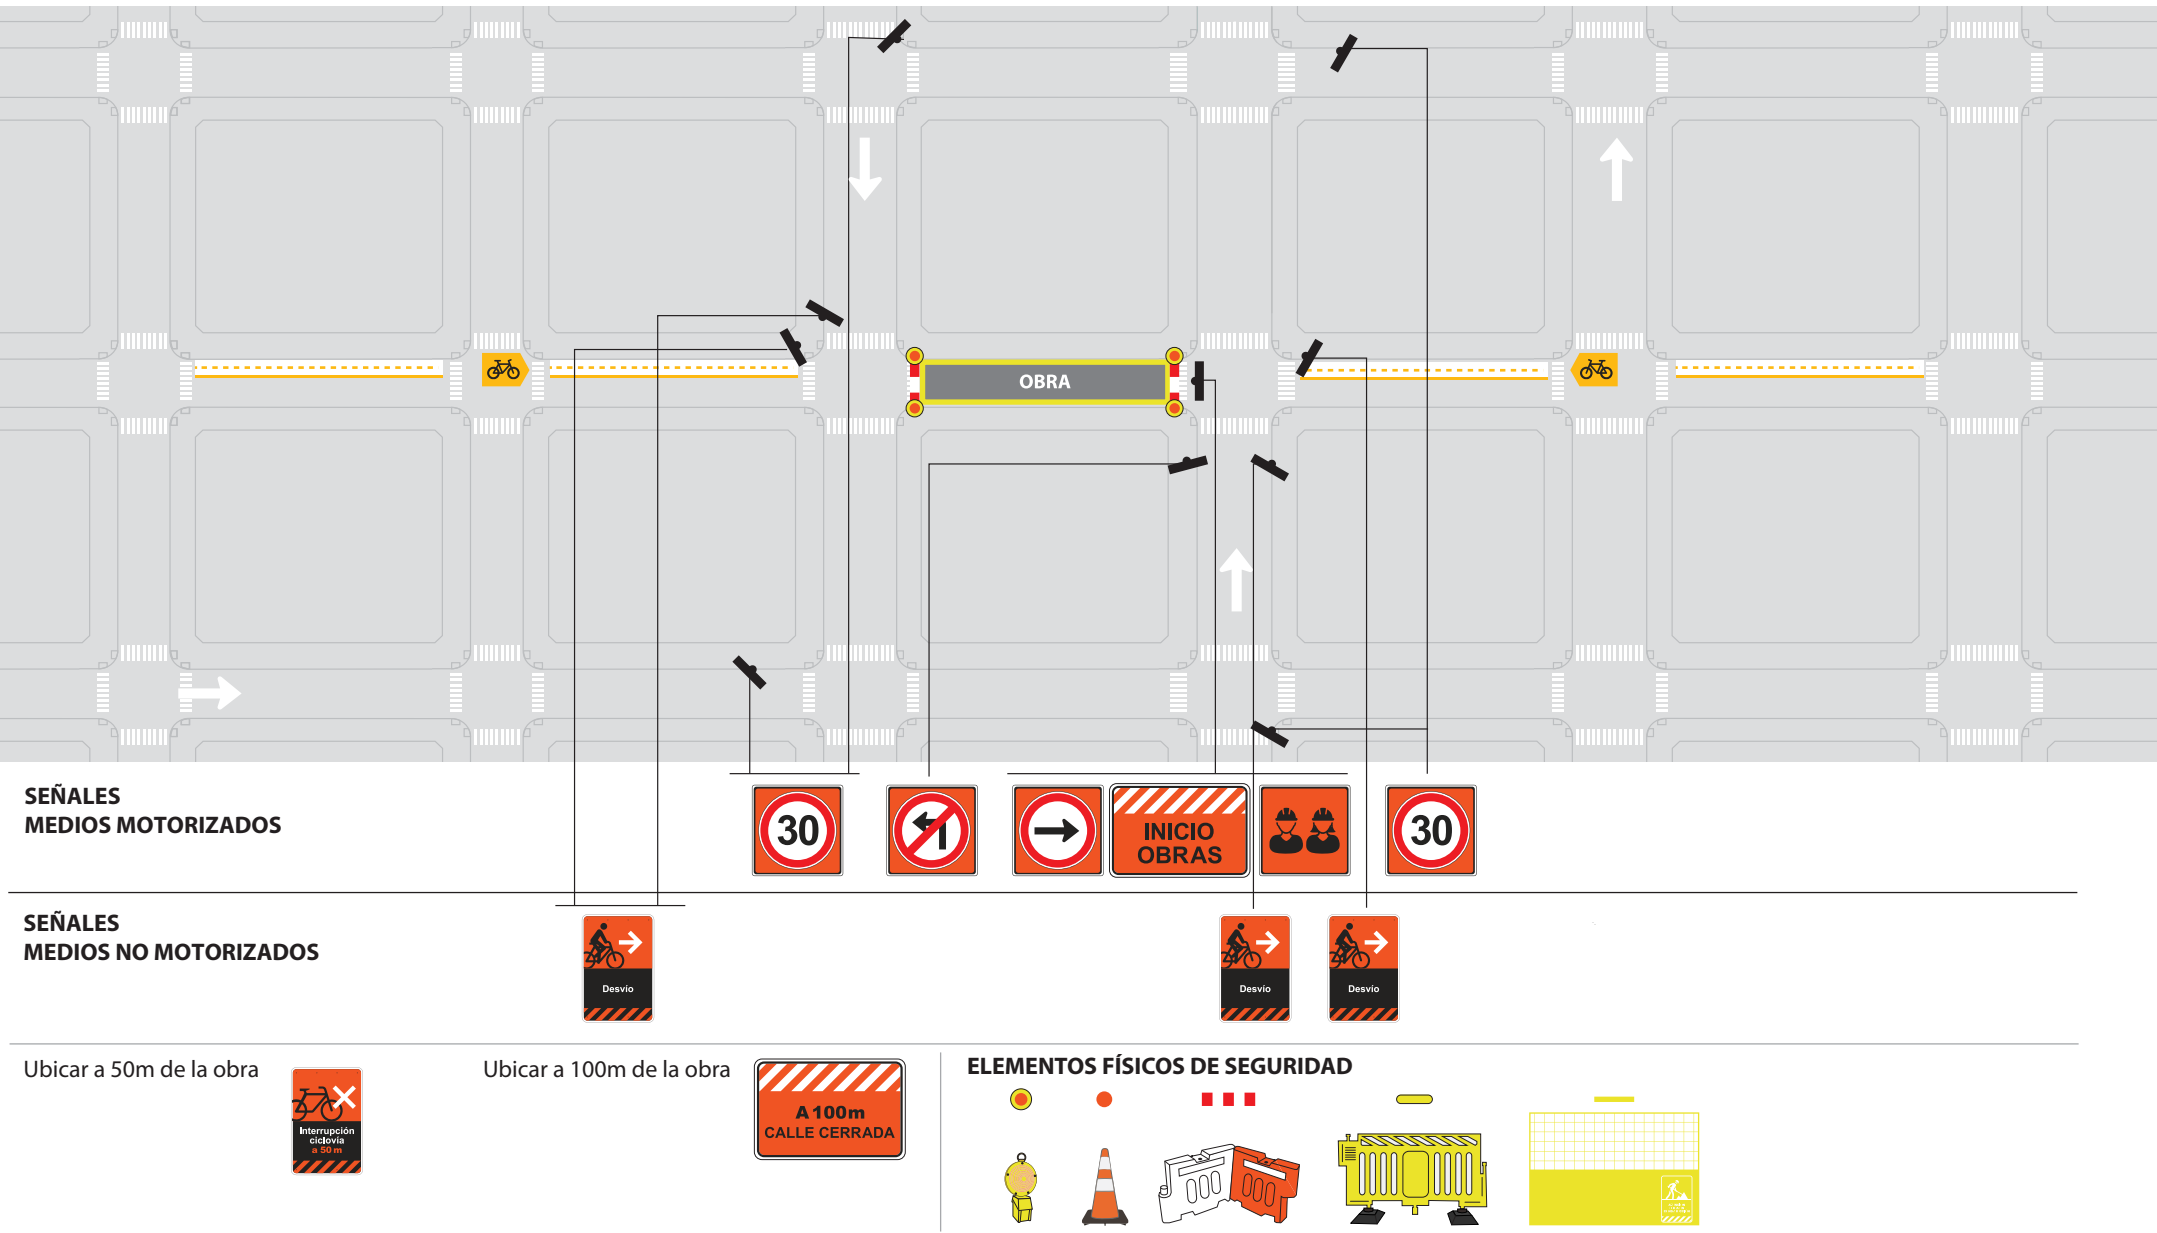 OBRA
SEÑALES
MEDIOS MOTORIZADOS
30
INICIO
OBRAS
30
SEÑALES
MEDIOS NO MOTORIZADOS
Desvío
Desvío
Desvío
Ubicar a 50m de la obra
Interrupción
ciclovía
a 50 m
Ubicar a 100m de la obra
A 100m
CALLE CERRADA
ELEMENTOS FÍSICOS DE SEGURIDAD